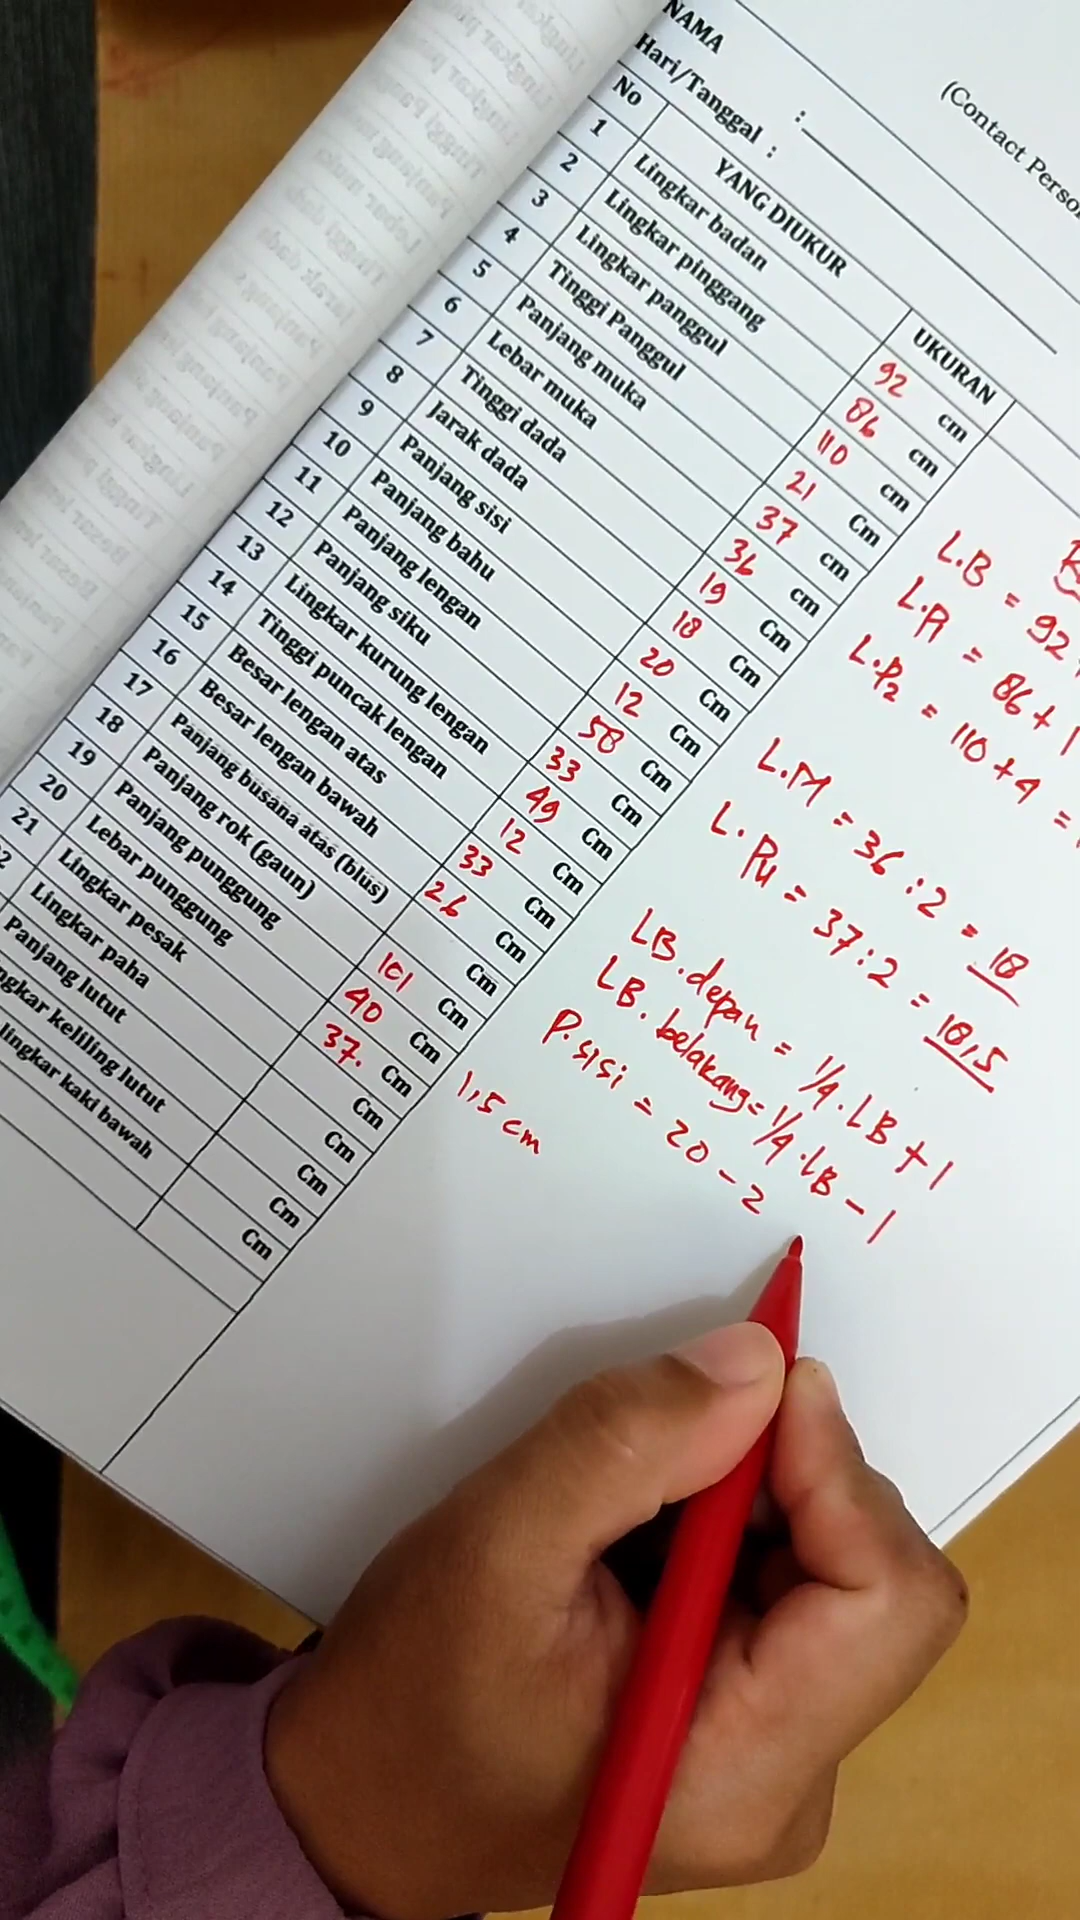 (Contact Person
NAMA :
Hari/Tanggal :
No YANG DIUKUR UKURAN
1 Lingkar badan 92 cm
2 Lingkar pinggang 86 cm
3 Lingkar panggul 110 cm
4 Tinggi Panggul 21 Cm
5 Panjang muka 37 cm
6 Lebar muka 36 cm
7 Tinggi dada 19 Cm
8 Jarak dada 18 Cm
9 Panjang sisi 20 Cm
10 Panjang bahu 12 Cm
11 Panjang lengan 58 Cm
12 Panjang siku 33 Cm
13 Lingkar kurung lengan 49 Cm
14 Tinggi puncak lengan 12 Cm
15 Besar lengan atas 33 Cm
16 Besar lengan bawah 26 Cm
17 Panjang busana atas (blus) Cm
18 Panjang rok (gaun) 101 Cm
19 Panjang punggung 40 Cm
20 Lebar punggung 37. Cm
21 Lingkar pesak Cm
Lingkar paha Cm
Panjang lutut Cm
keliling lutut Cm
lingkar kaki bawah Cm
L.B = 92
L.P1 = 86 + 1
L.P2 = 110 + 4 =
L.M = 36 : 2 = 18
L.Pu = 37 : 2 = 18,5
LB.depan = 1/4.LB + 1
LB.belakang = 1/4.LB - 1
P.sisi = 20 - 2
1,5 cm